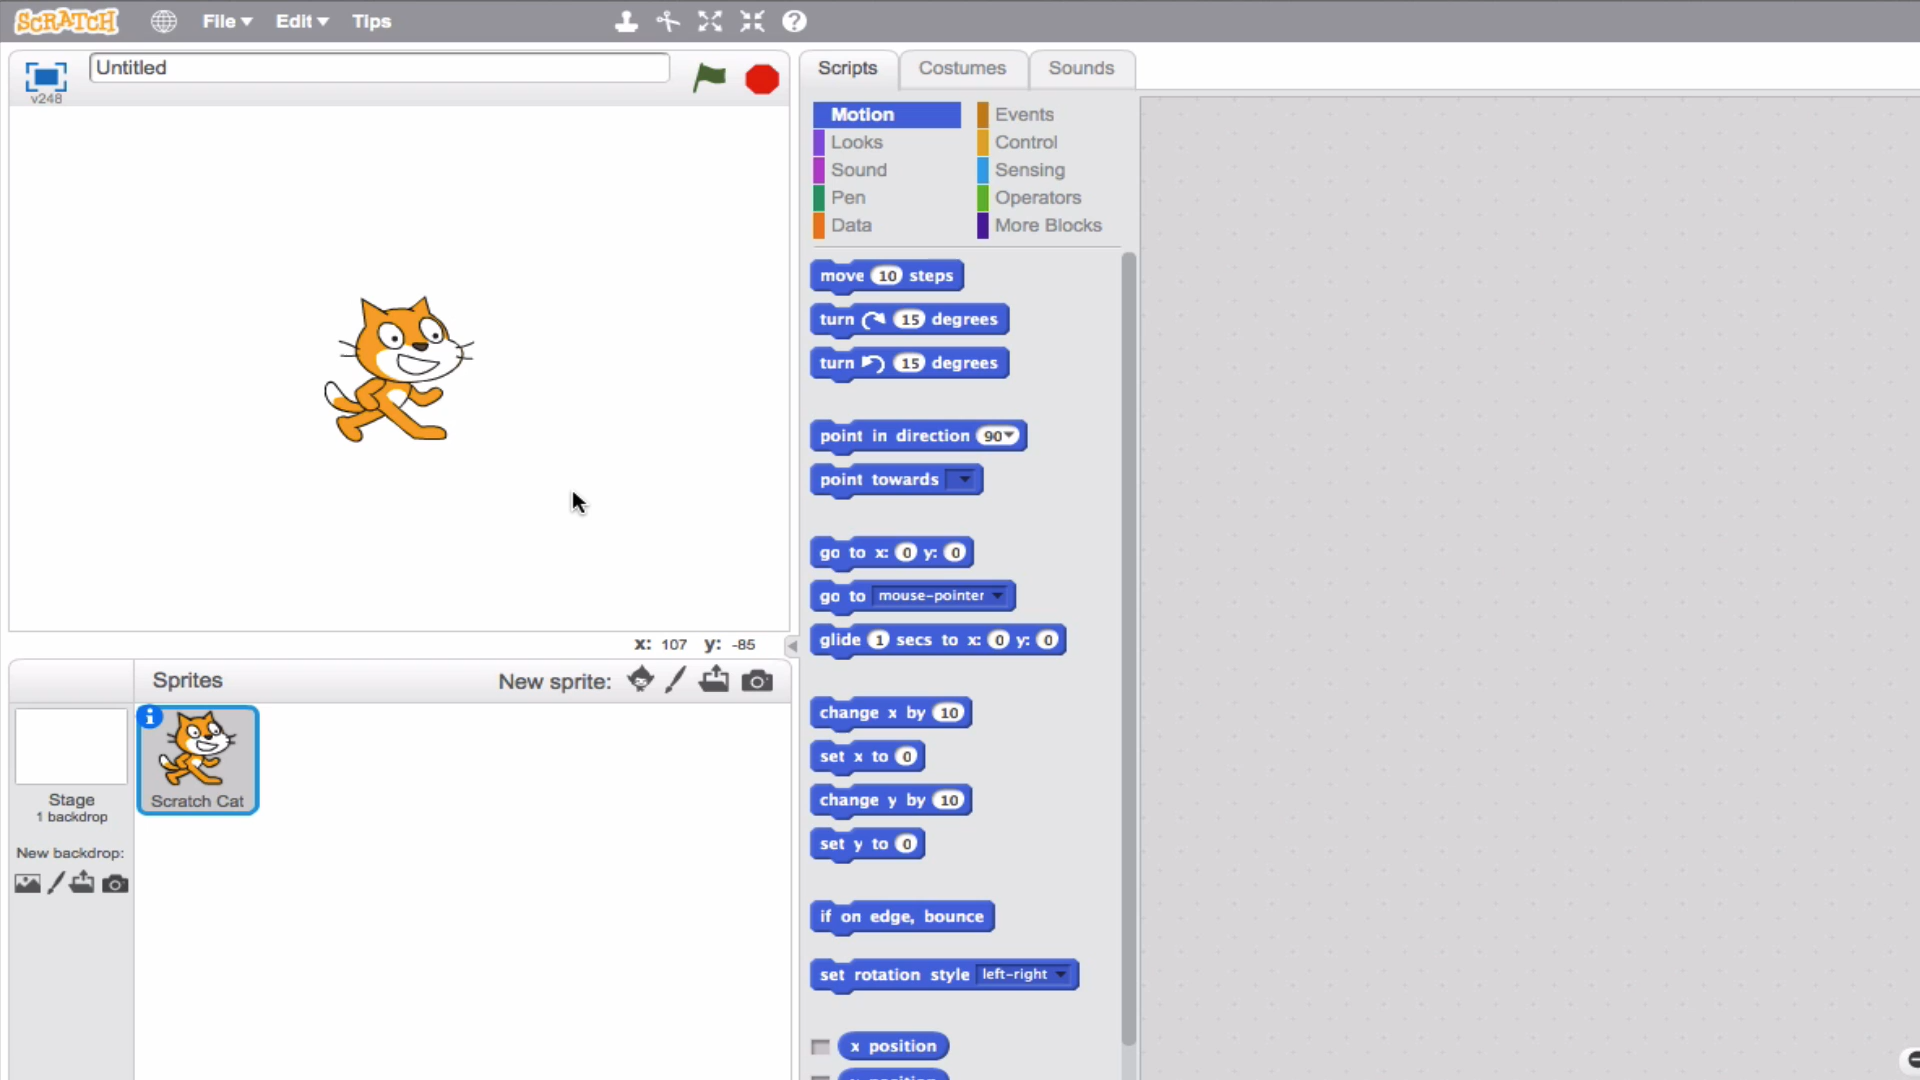 SCRATCH File Edit Tips
Untitled
v248
Scripts Costumes Sounds
Motion Events
Looks Control
Sound Sensing
Pen Operators
Data More Blocks
move 10 steps
turn 15 degrees
turn 15 degrees
point in direction 90
point towards
go to x: 0 y: 0
go to mouse-pointer
glide 1 secs to x: 0 y: 0
change x by 10
set x to 0
change y by 10
set y to 0
if on edge, bounce
set rotation style left-right
x position
x: 107 y: -85
Sprites New sprite:
Scratch Cat
Stage
1 backdrop
New backdrop: